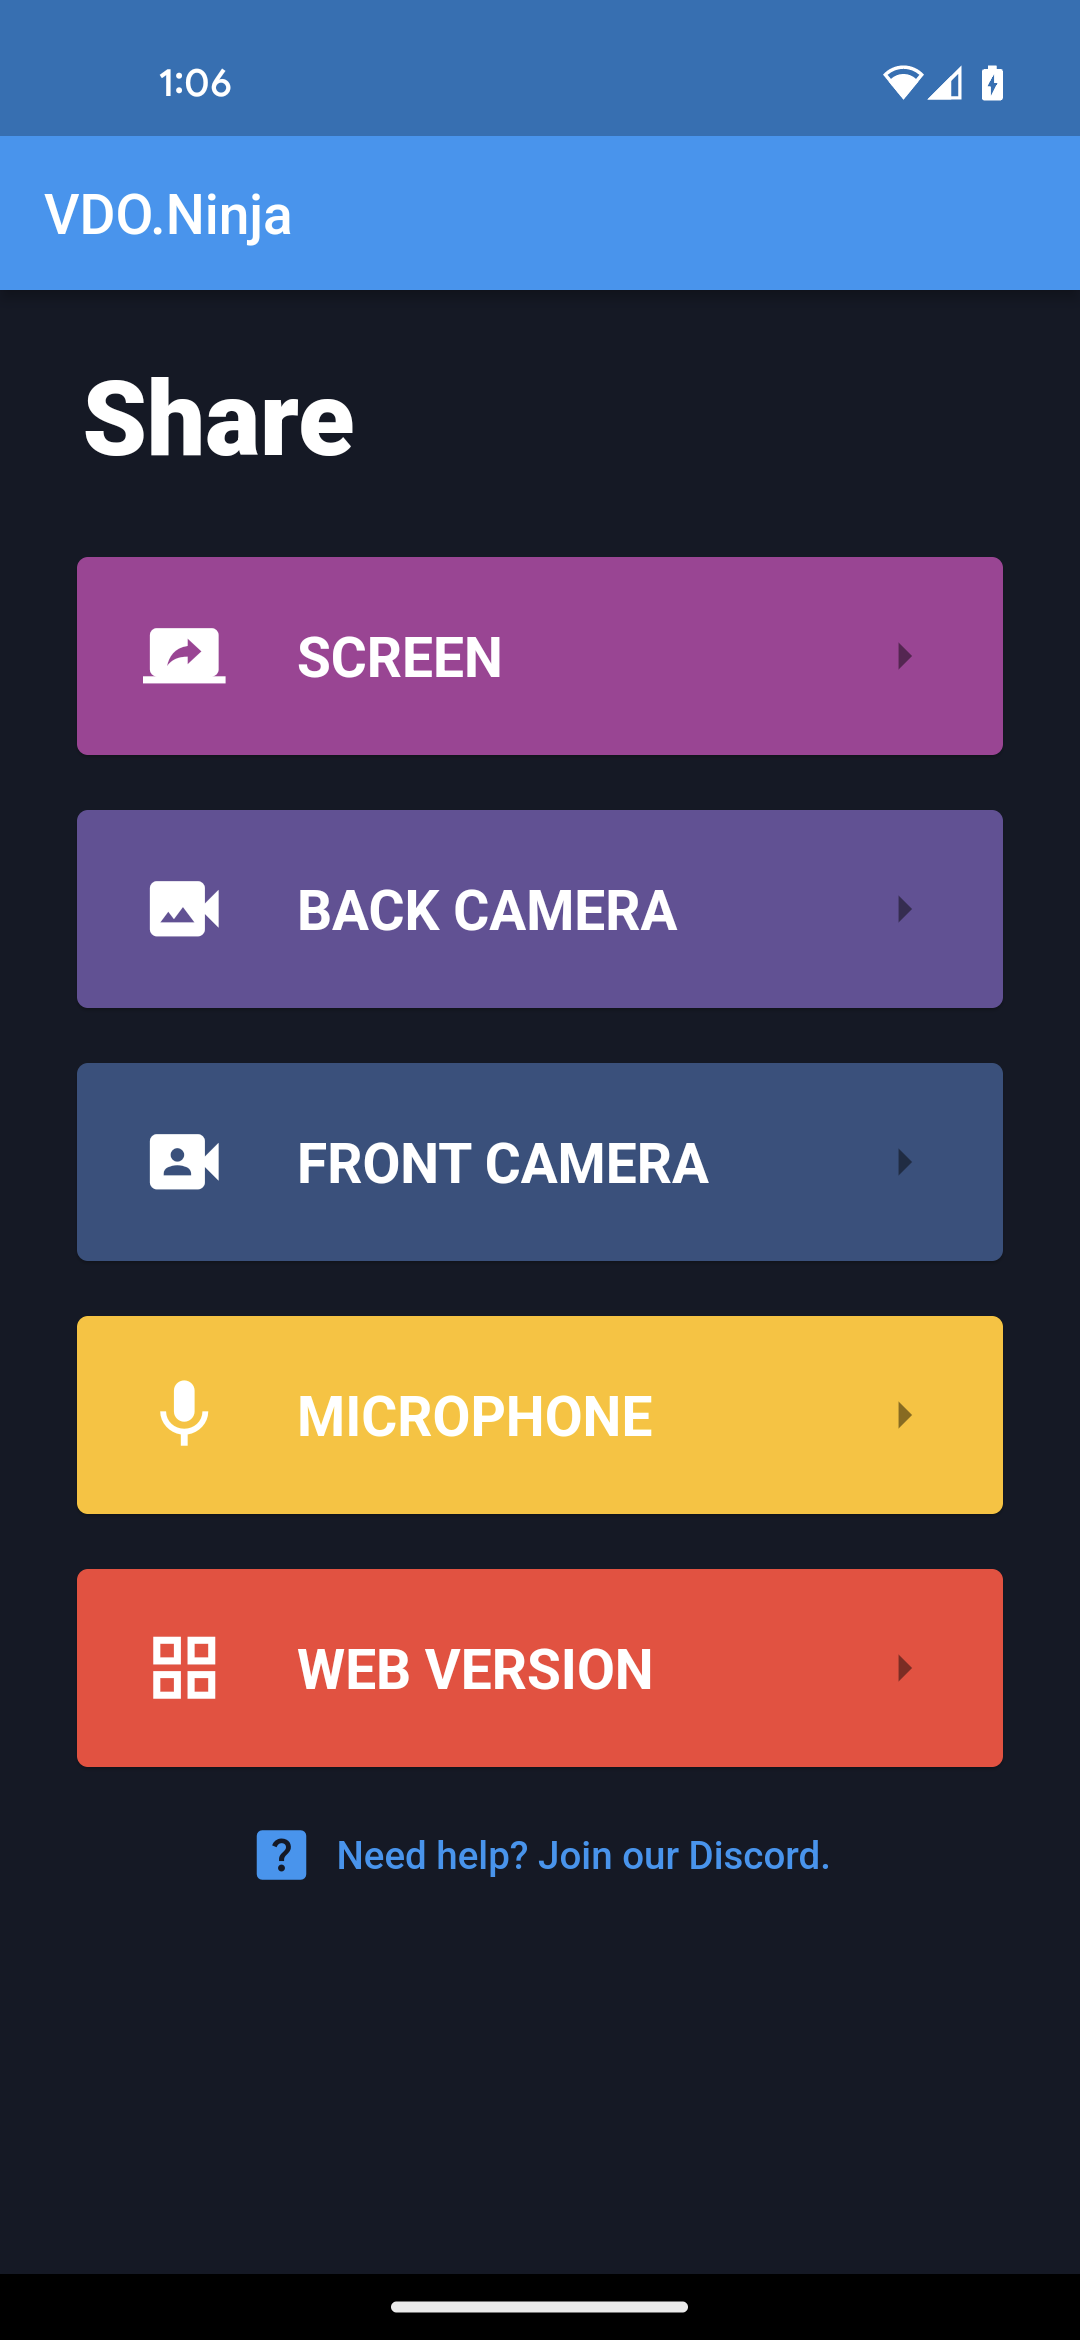 1:06
VDO.Ninja
Share
SCREEN
BACK CAMERA
FRONT CAMERA
MICROPHONE
WEB VERSION
Need help? Join our Discord.